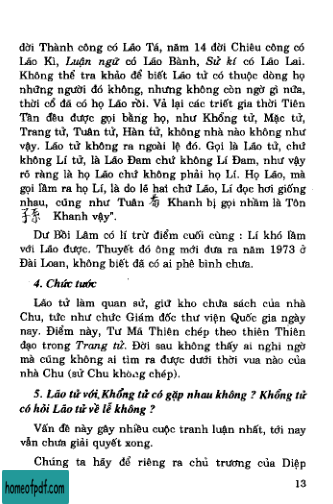 đời Thành công có Lão Tá, năm 14 đời Chiêu công có
Lão Kì, Luận ngữ có Lão Bành, Sử kí có Lão Lai.
Không thể tra khảo để biết Lão tử có thuộc dòng họ
những người đó không, nhưng không còn ngờ gì nữa,
thời cổ đã có họ Lão rồi. Vả lại các triết gia thời Tiên
Tần đều được gọi bằng họ, như Khổng tử, Mặc tử,
Trang tử, Tuân tử, Hàn tử, không nhà nào không như
vậy. Lão tử không ra ngoài lệ đó. Gọi là Lão tử, chứ
không Lí tử, là Lão Đam chứ không Lí Đam, như vậy
rõ ràng là họ Lão chứ không phải họ Lí. Họ Lão, mà
gọi lầm ra họ Lí, là do lẽ hai chữ Lão, Lí đọc hơi giống
nhau, cũng như Tuân 荀 Khanh bị gọi nhầm là Tôn
孫 Khanh vậy".
Dư Bồi Lâm có lí trừ điểm cuối cùng : Lí khó lầm
với Lão được. Thuyết đó ông mới đưa ra năm 1973 ở
Đài Loan, không biết đã có ai phê bình chưa.
4. Chức tước
Lão tử làm quan sử, giữ kho chứa sách của nhà
Chu, tức như chức Giám đốc thư viện Quốc gia ngày
nay. Điểm này, Tư Mã Thiên chép theo thiên Thiên
đạo trong Trang tử. Đời sau không thấy ai nghi ngờ
mà cũng không ai tìm ra được dưới thời vua nào của
nhà Chu (sử Chu không chép).
5. Lão tử với Khổng tử có gặp nhau không ? Khổng tử
có hỏi Lão tử về lễ không ?
Vấn đề này gây nhiều cuộc tranh luận nhất, tới nay
vẫn chưa giải quyết xong.
Chúng ta hãy để riêng ra chủ trương của Diệp
13
homeofpdf.com